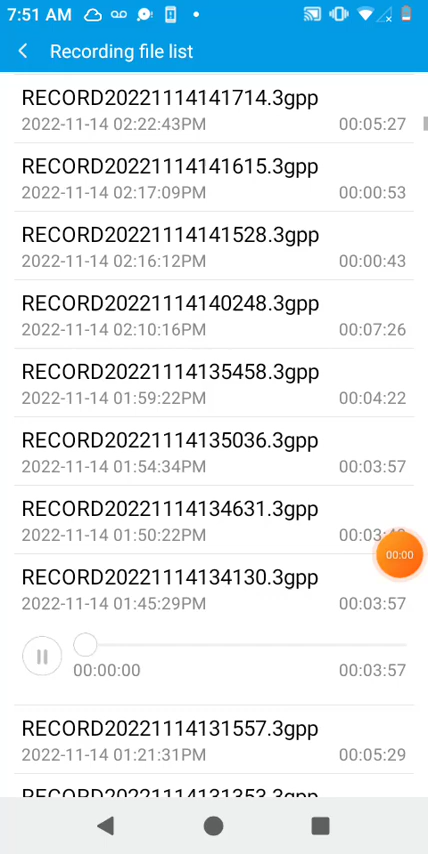 7:51 AM
Recording file list
RECORD20221114141714.3gpp
2022-11-14 02:22:43PM 00:05:27
RECORD20221114141615.3gpp
2022-11-14 02:17:09PM 00:00:53
RECORD20221114141528.3gpp
2022-11-14 02:16:12PM 00:00:43
RECORD20221114140248.3gpp
2022-11-14 02:10:16PM 00:07:26
RECORD20221114135458.3gpp
2022-11-14 01:59:22PM 00:04:22
RECORD20221114135036.3gpp
2022-11-14 01:54:34PM 00:03:57
RECORD20221114134631.3gpp
2022-11-14 01:50:22PM
00:00
RECORD20221114134130.3gpp
2022-11-14 01:45:29PM 00:03:57
00:00:00 00:03:57
RECORD20221114131557.3gpp
2022-11-14 01:21:31PM 00:05:29
RECORD20221114131353.3gpp